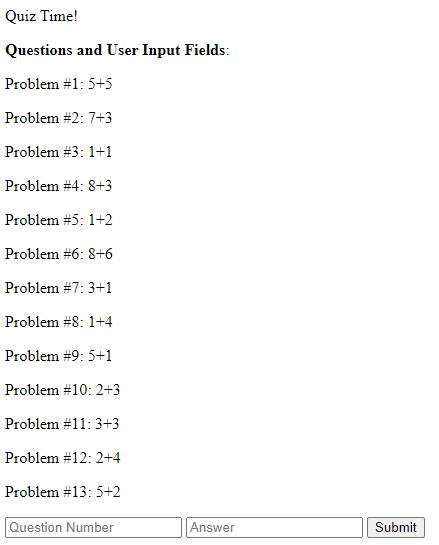 Quiz Time!
Questions and User Input Fields:
Problem #1: 5+5
Problem #2: 7+3
Problem #3: 1+1
Problem #4: 8+3
Problem #5: 1+2
Problem #6: 8+6
Problem #7: 3+1
Problem #8: 1+4
Problem #9: 5+1
Problem #10: 2+3
Problem #11: 3+3
Problem #12: 2+4
Problem #13: 5+2
Question Number Answer Submit